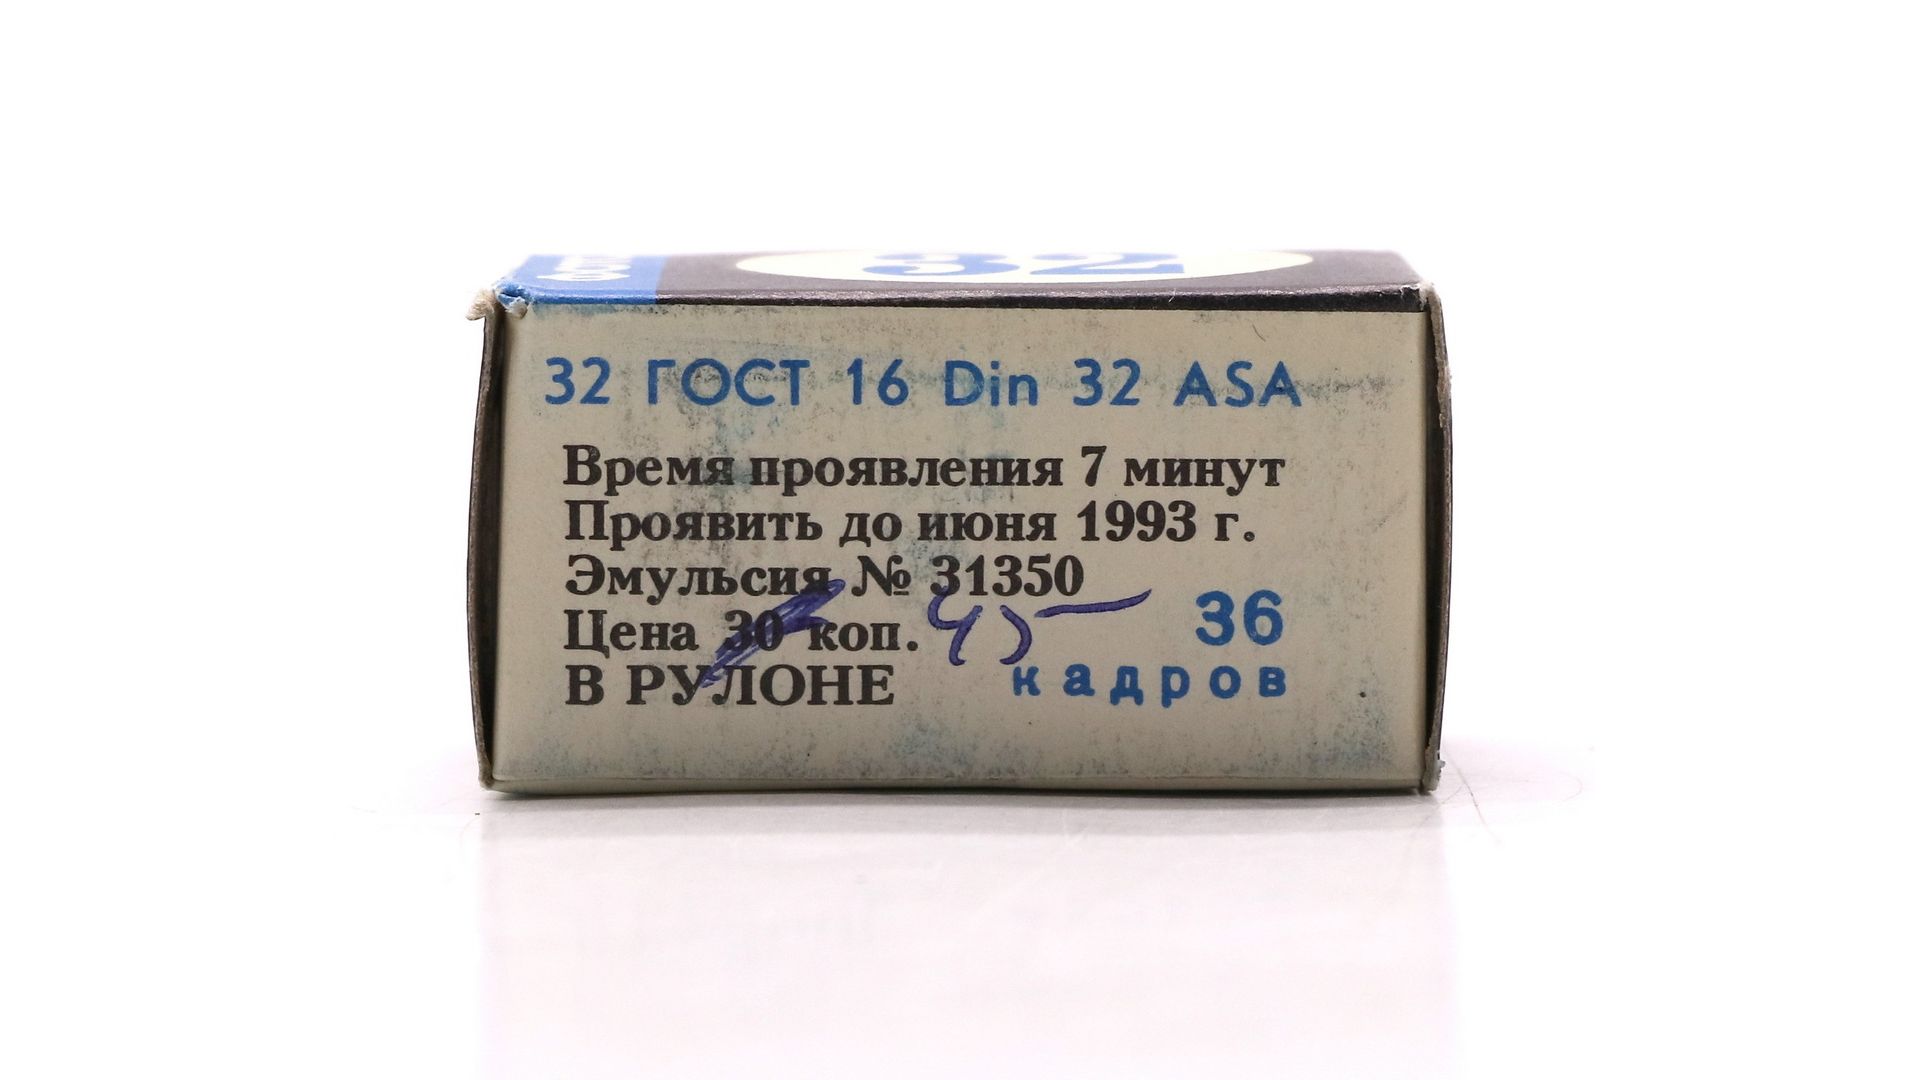 32
32 ГОСТ 16 Din 32 ASA
Время проявления 7 минут
Проявить до июня 1993 г.
Эмульсия № 31350
Цена 30 коп. 45
В РУЛОНЕ
36
кадров